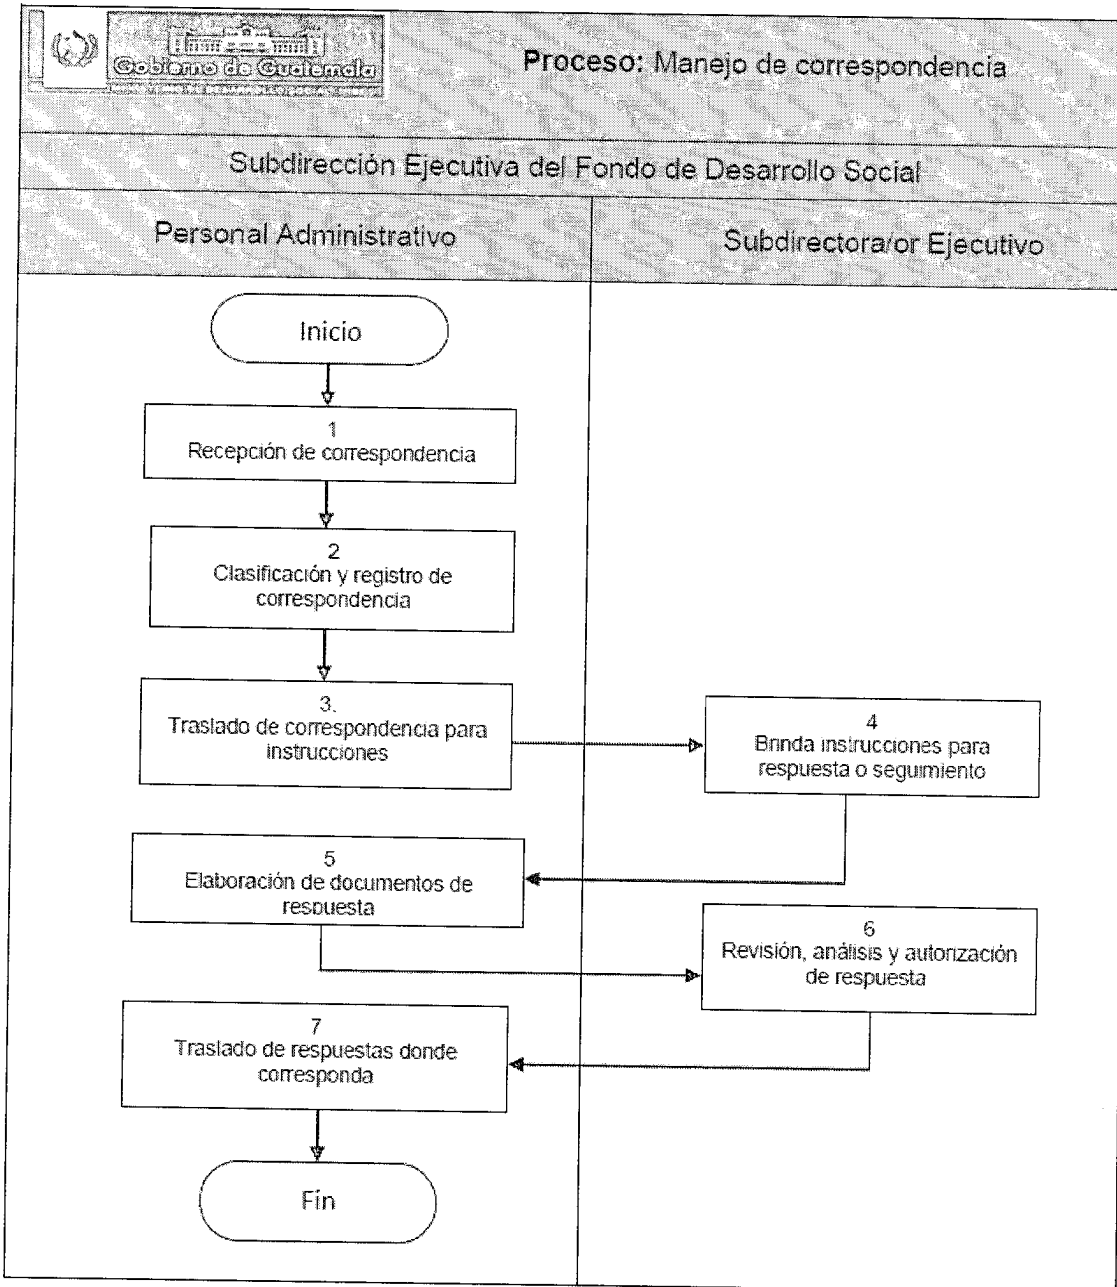 Gobierno de Guatemala
Proceso: Manejo de correspondencia
Subdirección Ejecutiva del Fondo de Desarrollo Social
Personal Administrativo
Subdirectora/or Ejecutivo
Inicio
1
Recepción de correspondencia
2
Clasificación y registro de
correspondencia
3.
Traslado de correspondencia para
instrucciones
4
Brinda instrucciones para
respuesta o seguimiento
5
Elaboración de documentos de
respuesta
6
Revisión, análisis y autorización
de respuesta
7
Traslado de respuestas donde
corresponda
Fin